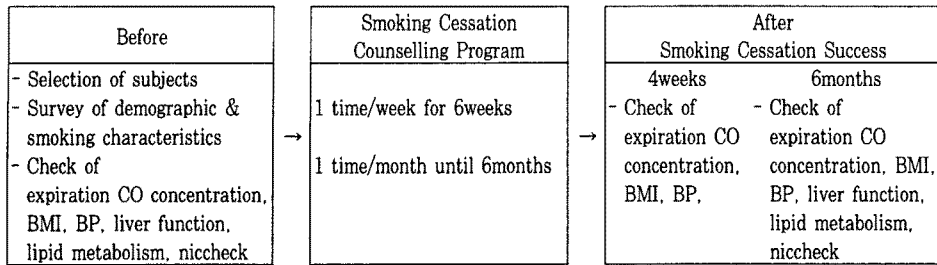 Before
- Selection of subjects
- Survey of demographic &
smoking characteristics
- Check of
expiration CO concentration,
BMI, BP, liver function,
lipid metabolism, niccheck
→
Smoking Cessation
Counselling Program
1 time/week for 6weeks
1 time/month until 6months
→
After
Smoking Cessation Success
4weeks
- Check of
expiration CO
concentration,
BMI, BP,
6months
- Check of
expiration CO
concentration, BMI,
BP, liver function,
lipid metabolism,
niccheck